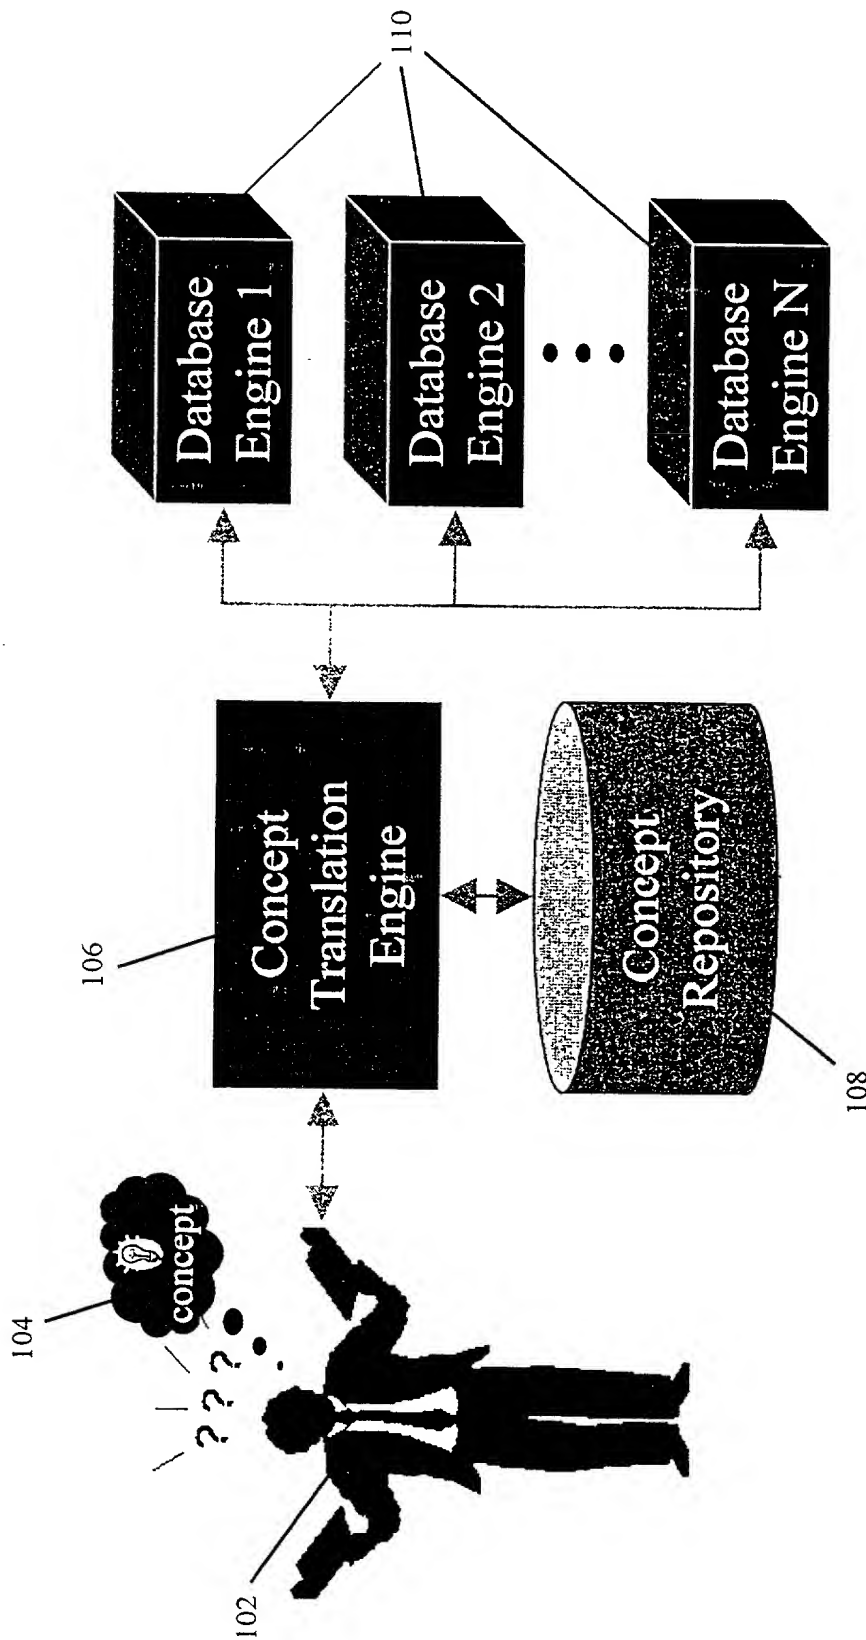 104
? ? ?
concept
102
106
Concept
Translation
Engine
108
Concept
Repository
110
Database
Engine 1
Database
Engine 2
Database
Engine N